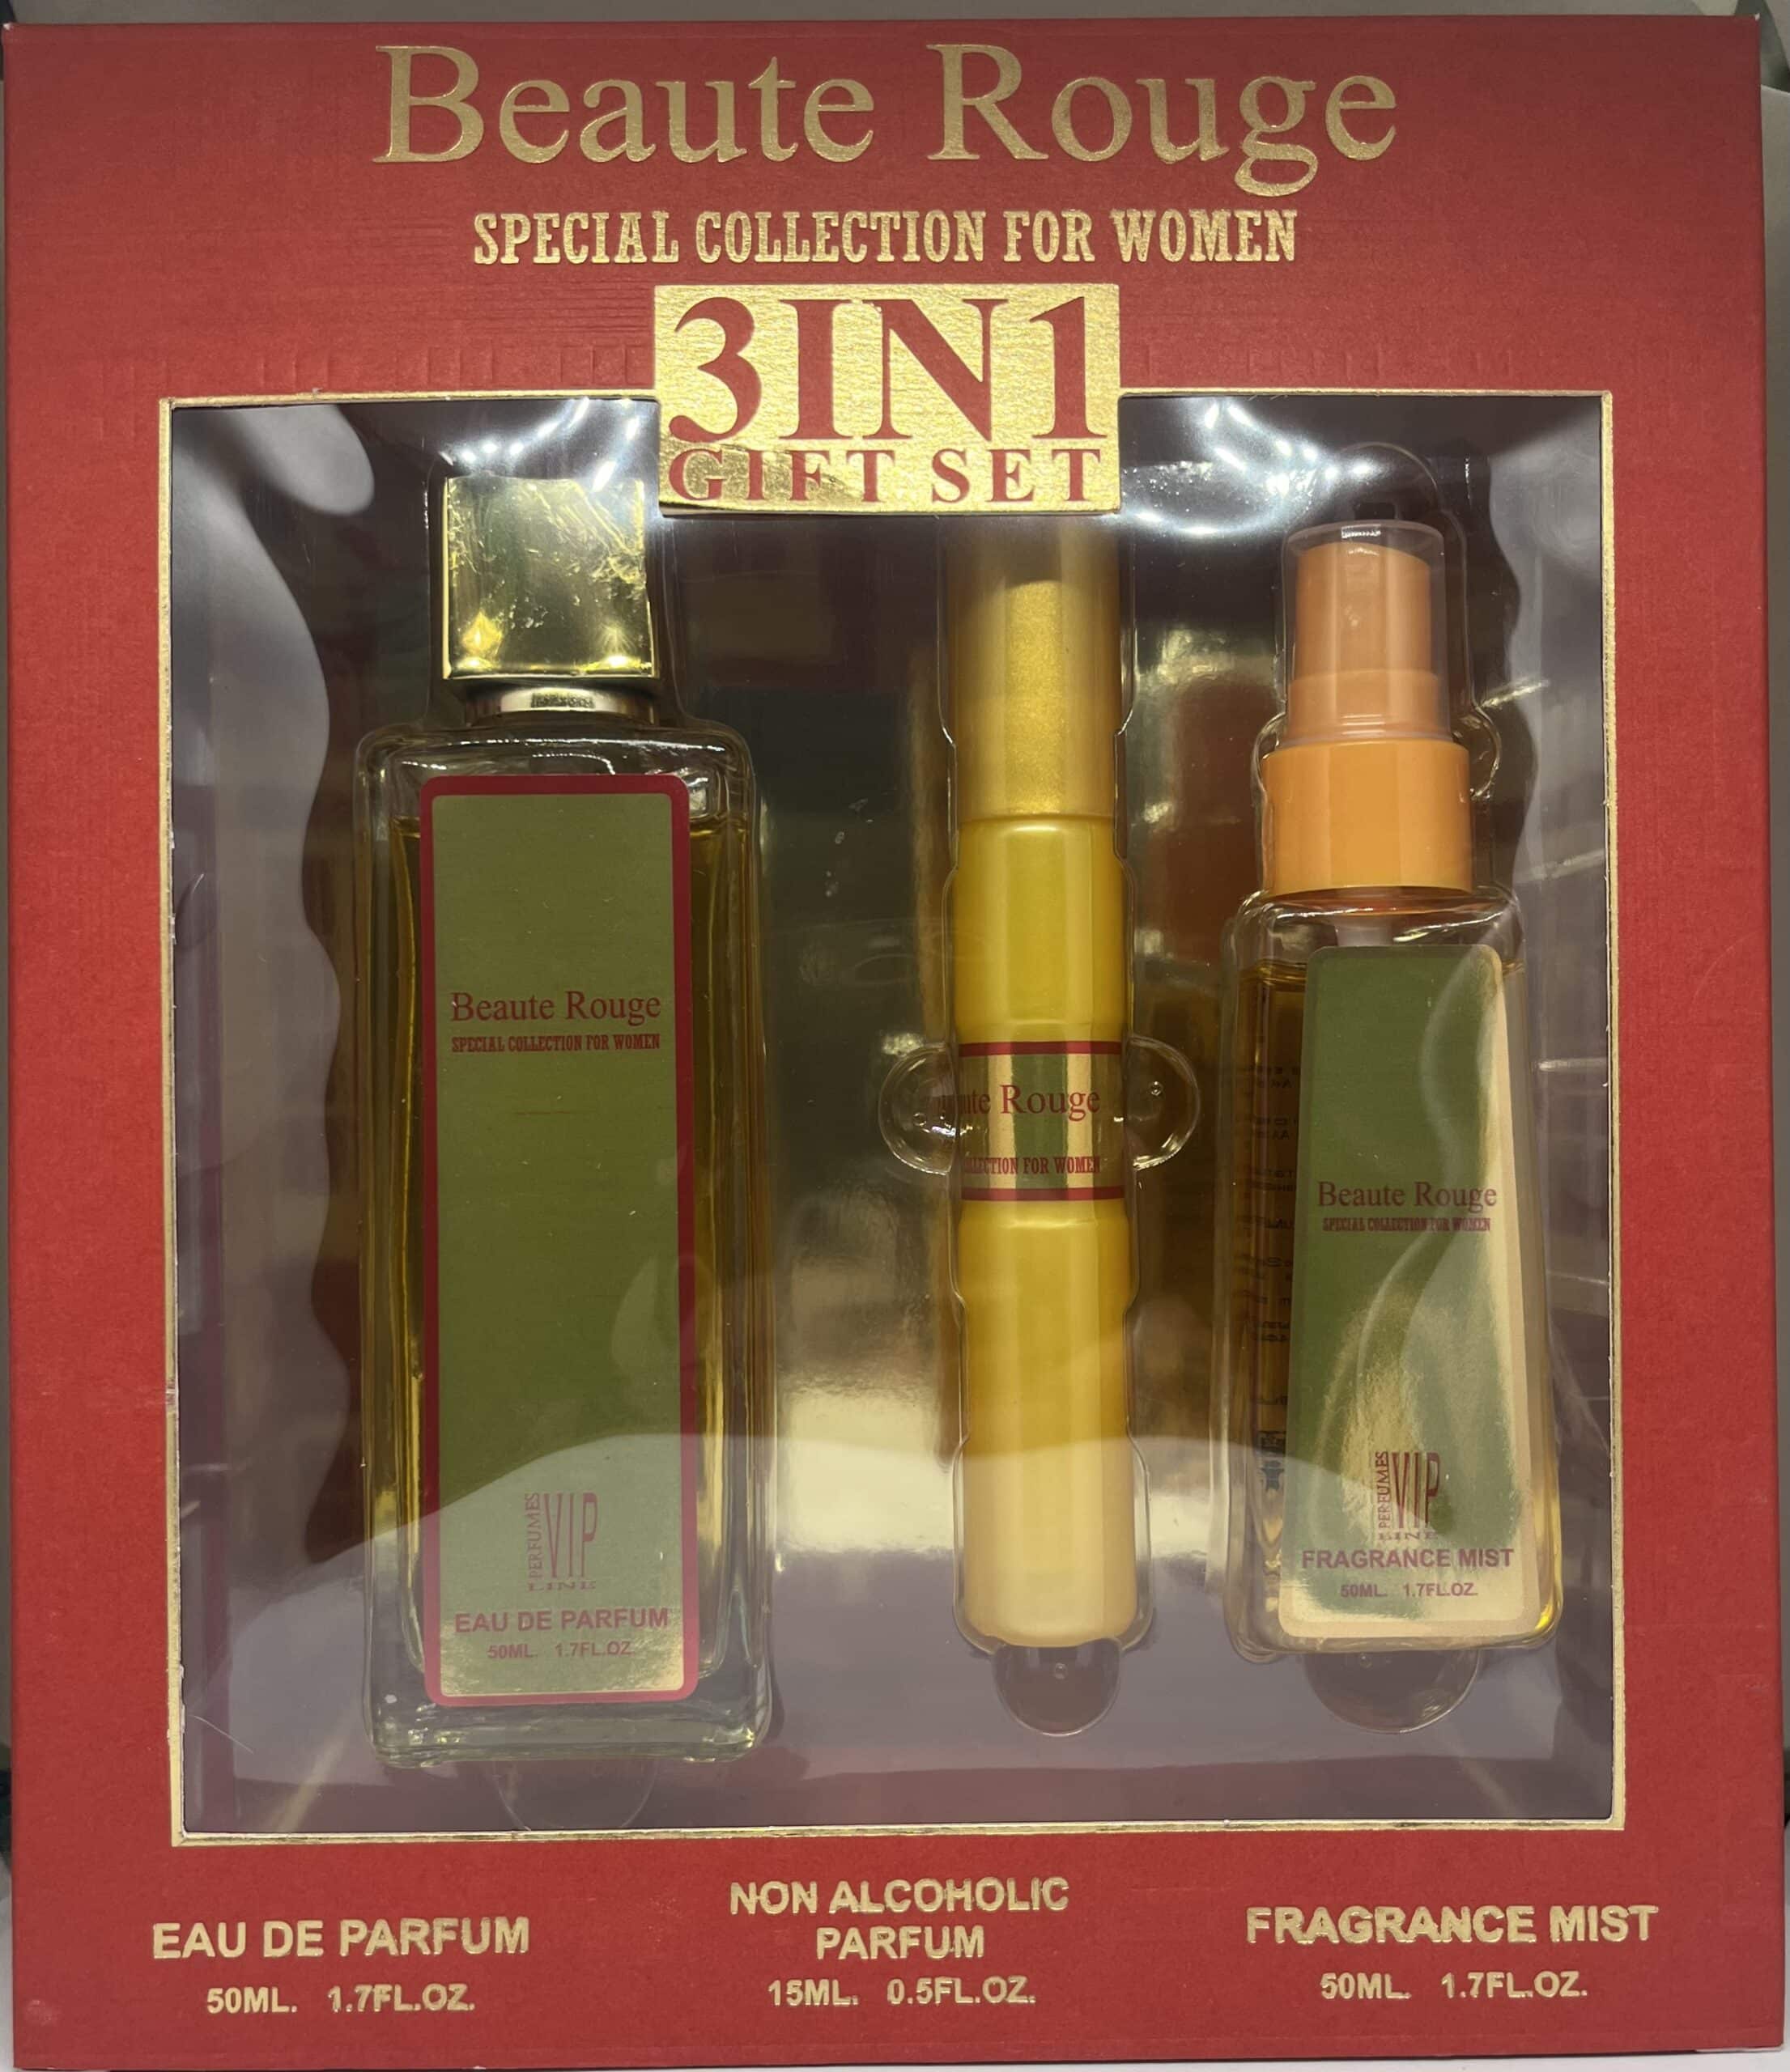 Beaute Rouge
SPECIAL COLLECTION FOR WOMEN
3IN1
GIFT SET
Beaute Rouge
SPECIAL COLLECTION FOR WOMEN
PERFUMES
VIP
LINE
EAU DE PARFUM
50ML. 1.7FL.OZ.
Rouge
FOR WOMEN
Beaute Rouge
SPECIAL COLLECTION FOR WOMEN
PERFUMES
VIP
LINE
FRAGRANCE MIST
50ML. 1.7FL.OZ.
EAU DE PARFUM
50ML. 1.7FL.OZ.
NON ALCOHOLIC
PARFUM
15ML. 0.5FL.OZ.
FRAGRANCE MIST
50ML. 1.7FL.OZ.